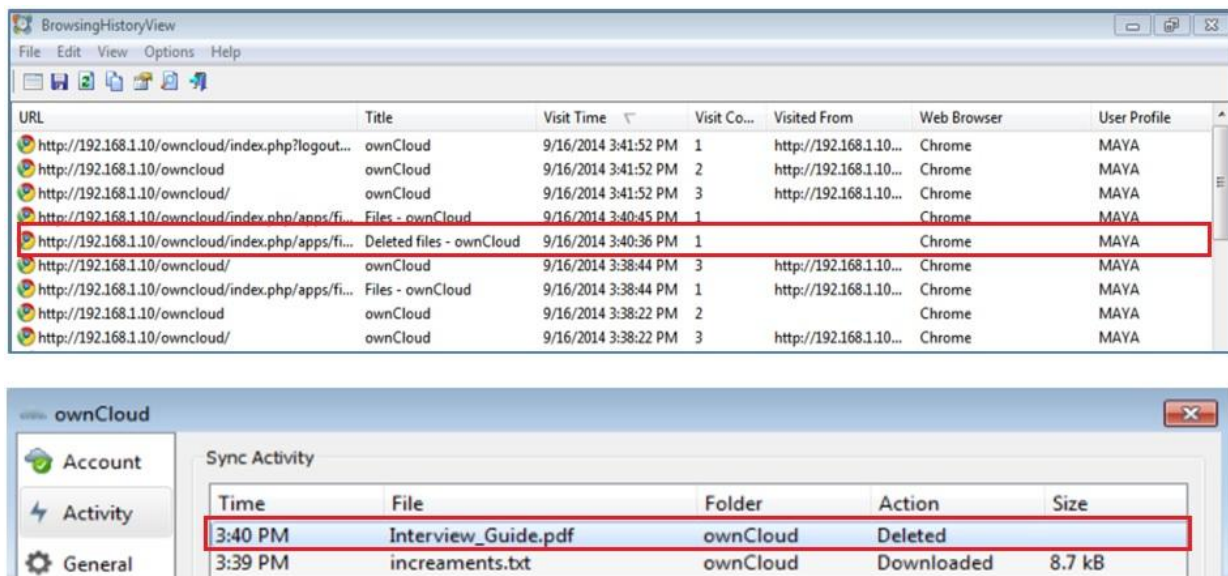 BrowsingHistoryView
File Edit View Options Help
URL Title Visit Time Visit Co... Visited From Web Browser User Profile
http://192.168.1.10/owncloud/index.php?logout... ownCloud 9/16/2014 3:41:52 PM 1 http://192.168.1.10... Chrome MAYA
http://192.168.1.10/owncloud ownCloud 9/16/2014 3:41:52 PM 2 http://192.168.1.10... Chrome MAYA
http://192.168.1.10/owncloud/ ownCloud 9/16/2014 3:41:52 PM 3 http://192.168.1.10... Chrome MAYA
http://192.168.1.10/owncloud/index.php/apps/fi... Files - ownCloud 9/16/2014 3:40:45 PM 1 Chrome MAYA
http://192.168.1.10/owncloud/index.php/apps/fi... Deleted files - ownCloud 9/16/2014 3:40:36 PM 1 Chrome MAYA
http://192.168.1.10/owncloud/ ownCloud 9/16/2014 3:38:44 PM 3 http://192.168.1.10... Chrome MAYA
http://192.168.1.10/owncloud/index.php/apps/fi... Files - ownCloud 9/16/2014 3:38:44 PM 1 http://192.168.1.10... Chrome MAYA
http://192.168.1.10/owncloud ownCloud 9/16/2014 3:38:22 PM 2 Chrome MAYA
http://192.168.1.10/owncloud/ ownCloud 9/16/2014 3:38:22 PM 3 http://192.168.1.10... Chrome MAYA
ownCloud
Account
Activity
General
Sync Activity
Time File Folder Action Size
3:40 PM Interview_Guide.pdf ownCloud Deleted
3:39 PM increaments.txt ownCloud Downloaded 8.7 kB